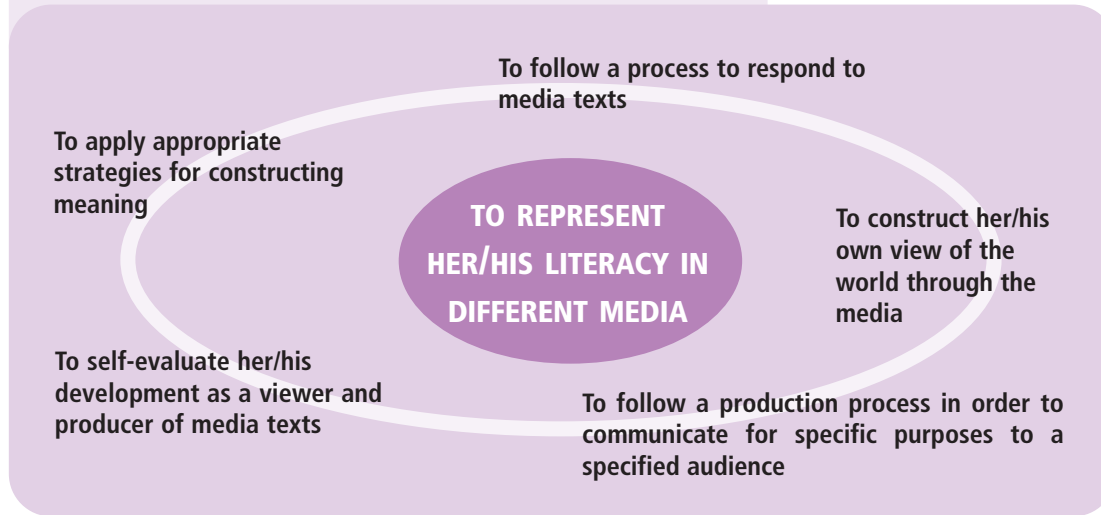 To follow a process to respond to
media texts
To apply appropriate
strategies for constructing
meaning
TO REPRESENT
HER/HIS LITERACY IN
DIFFERENT MEDIA
To construct her/his
own view of the
world through the
media
To self-evaluate her/his
development as a viewer and
producer of media texts
To follow a production process in order to
communicate for specific purposes to a
specified audience